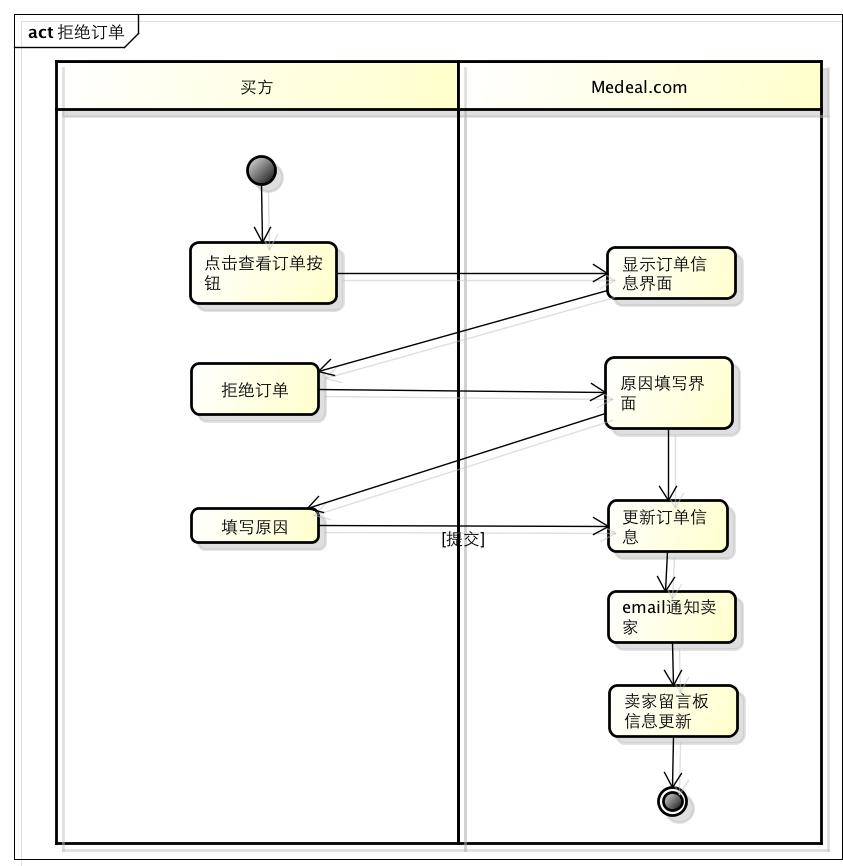 act 拒绝订单
买方
Medeal.com
点击查看订单按
钮
显示订单信
息界面
拒绝订单
原因填写界
面
填写原因
[提交]
更新订单信
息
email通知卖
家
卖家留言板
信息更新